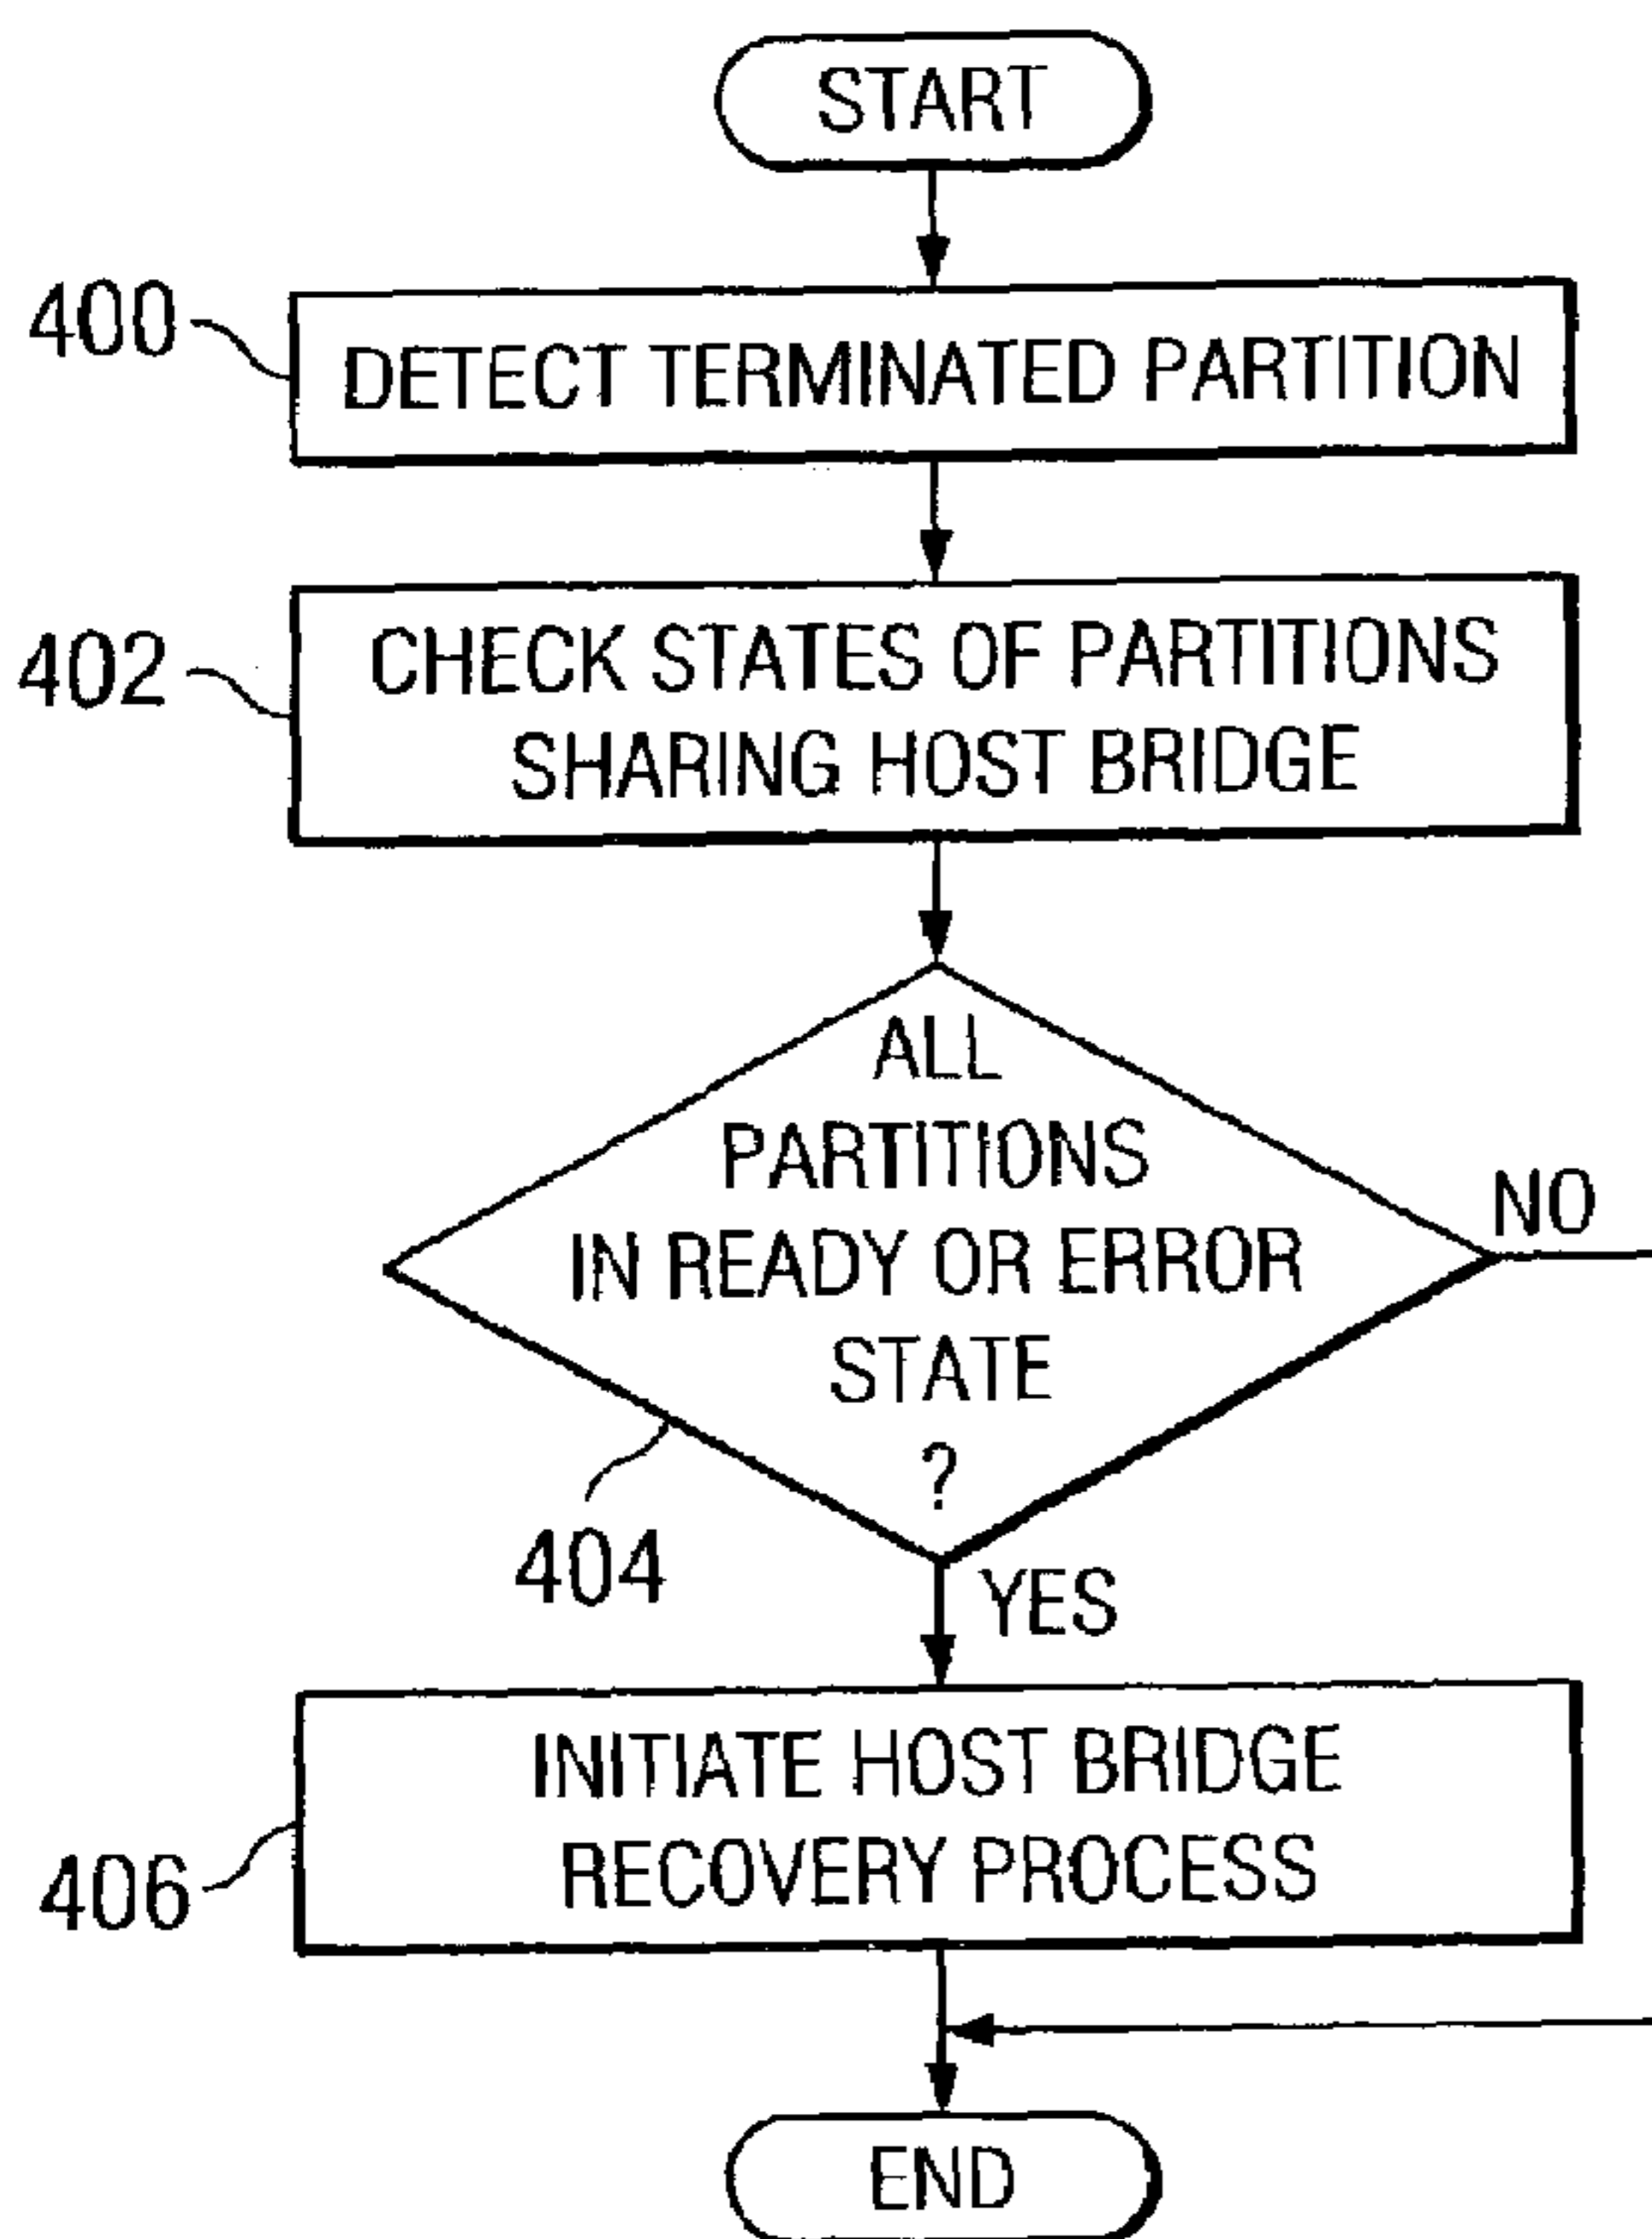 START
400
DETECT TERMINATED PARTITION
402
CHECK STATES OF PARTITIONS
SHARING HOST BRIDGE
ALL
PARTITIONS
IN READY OR ERROR
STATE
?
NO
404
YES
INITIATE HOST BRIDGE
RECOVERY PROCESS
406
END